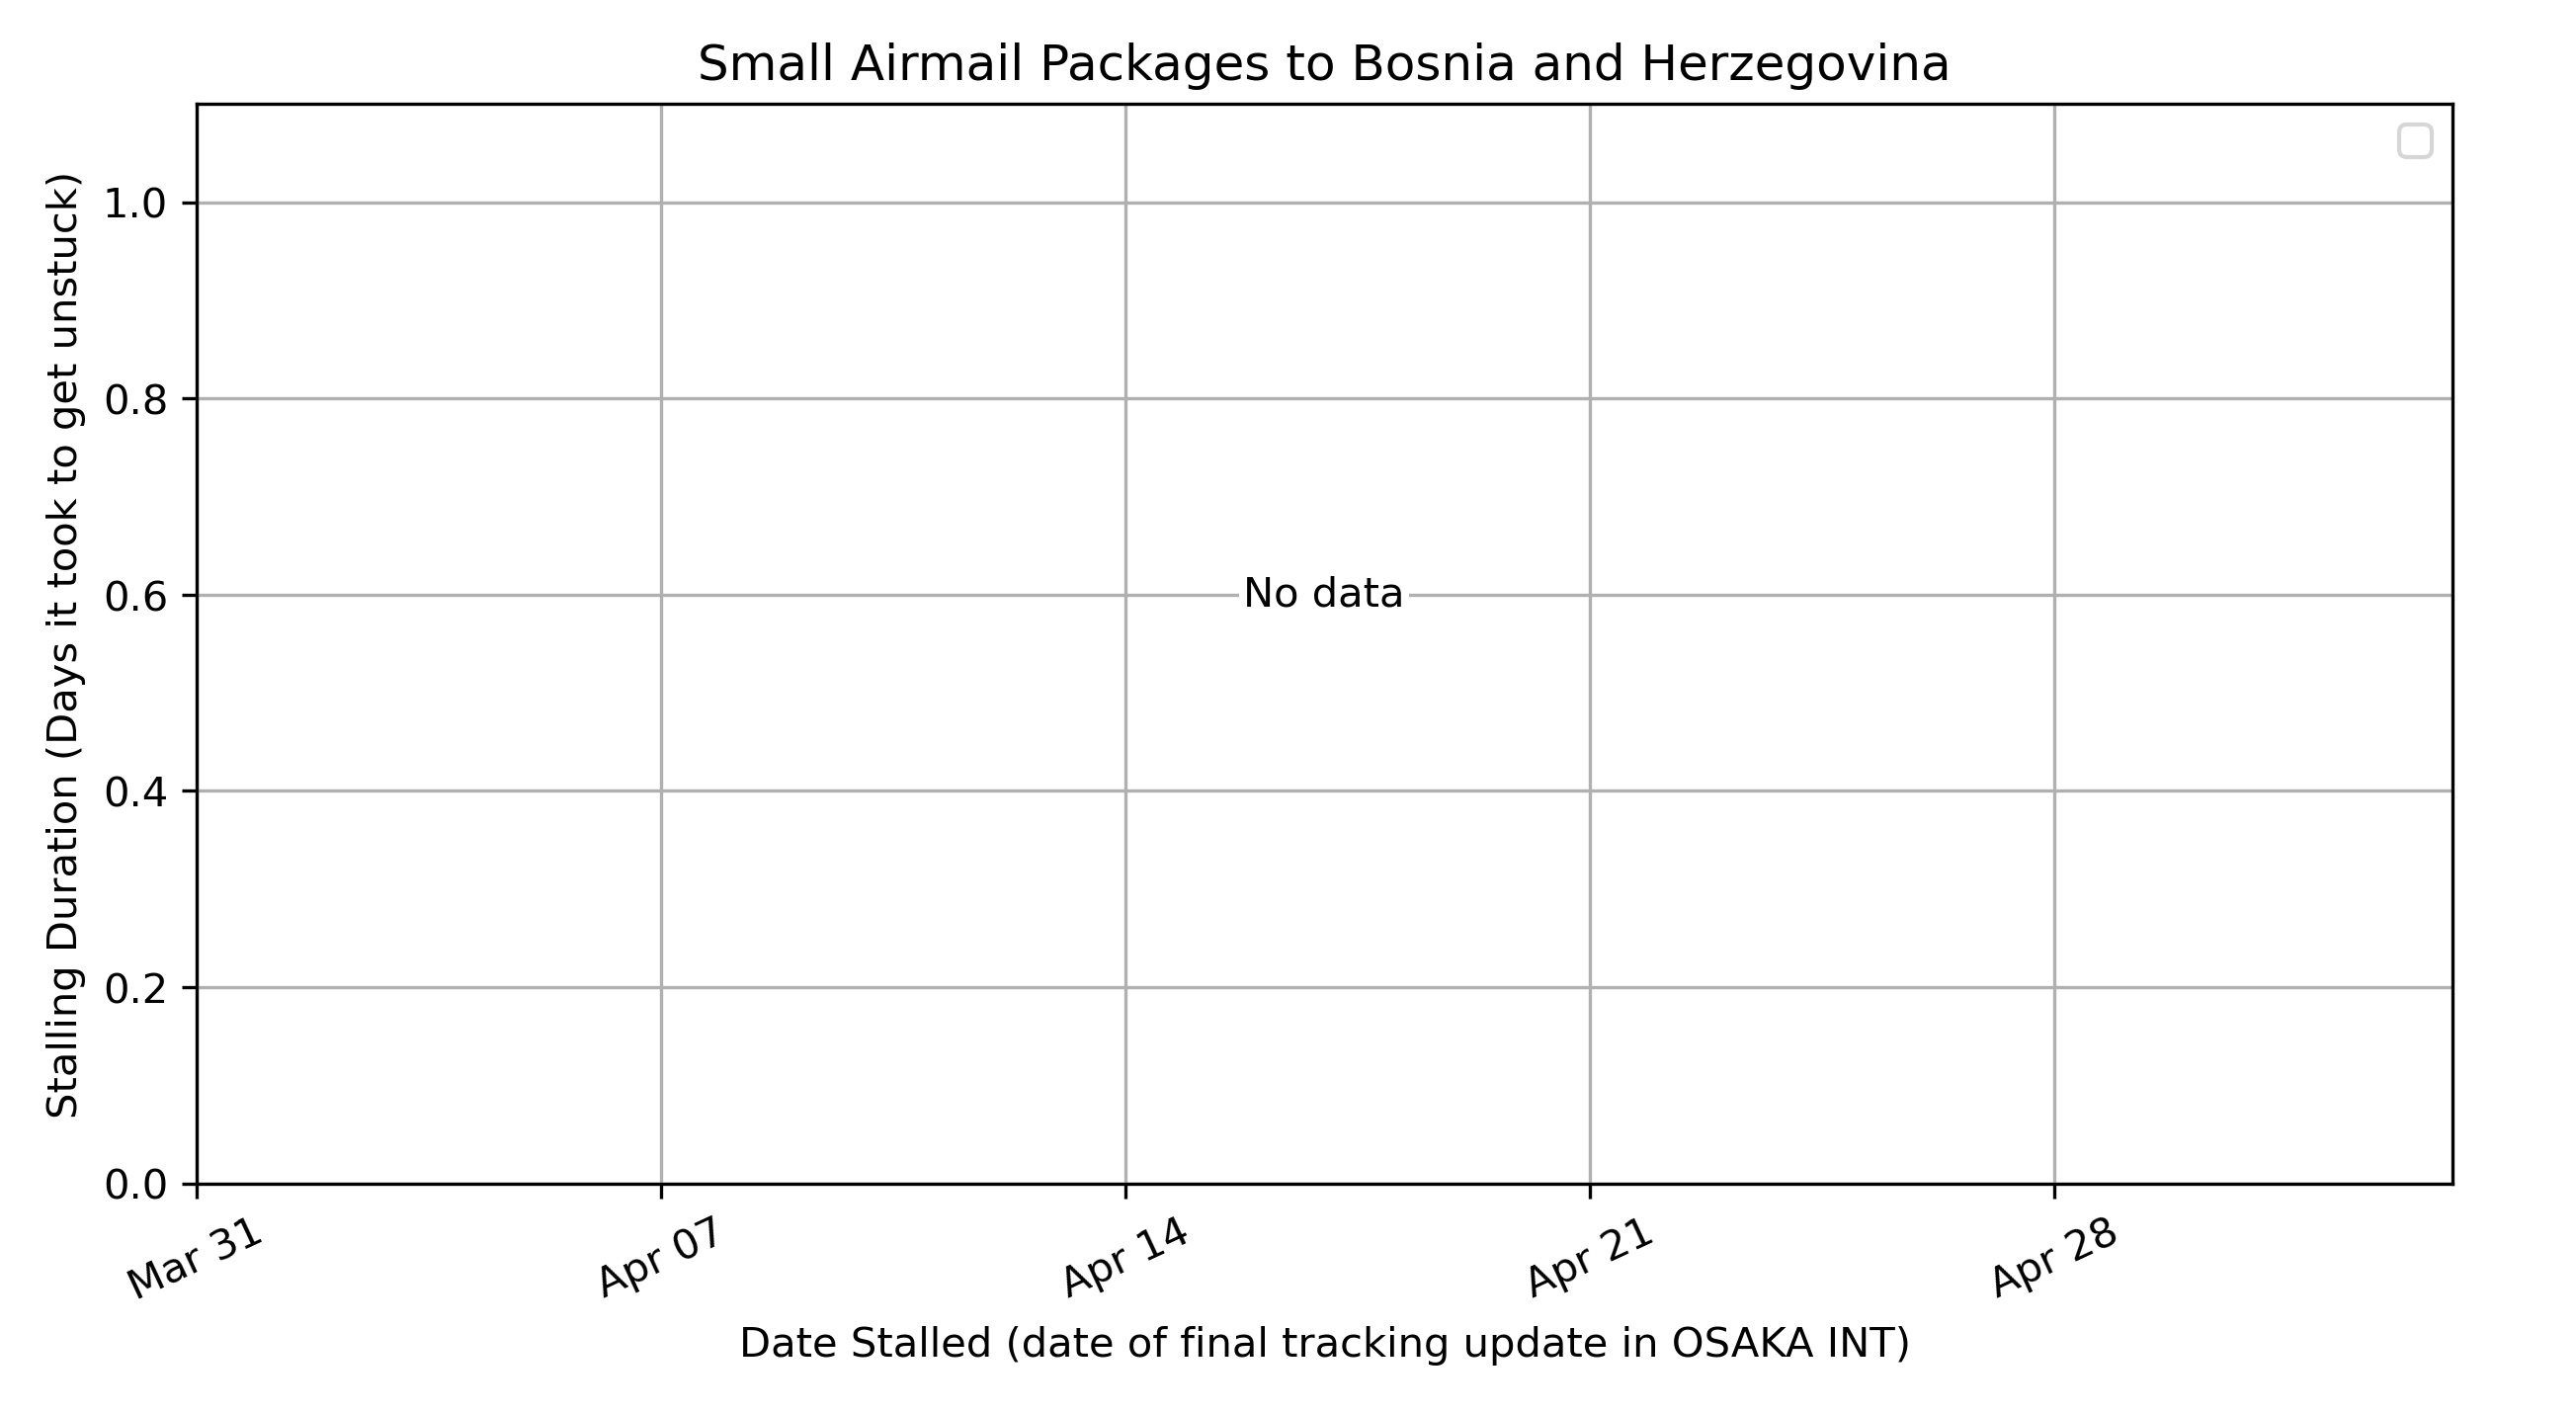 Small Airmail Packages to Bosnia and Herzegovina
Stalling Duration (Days it took to get unstuck)
1.0
0.8
0.6
0.4
0.2
0.0
No data
Mar 31
Apr 07
Apr 14
Apr 21
Apr 28
Date Stalled (date of final tracking update in OSAKA INT)